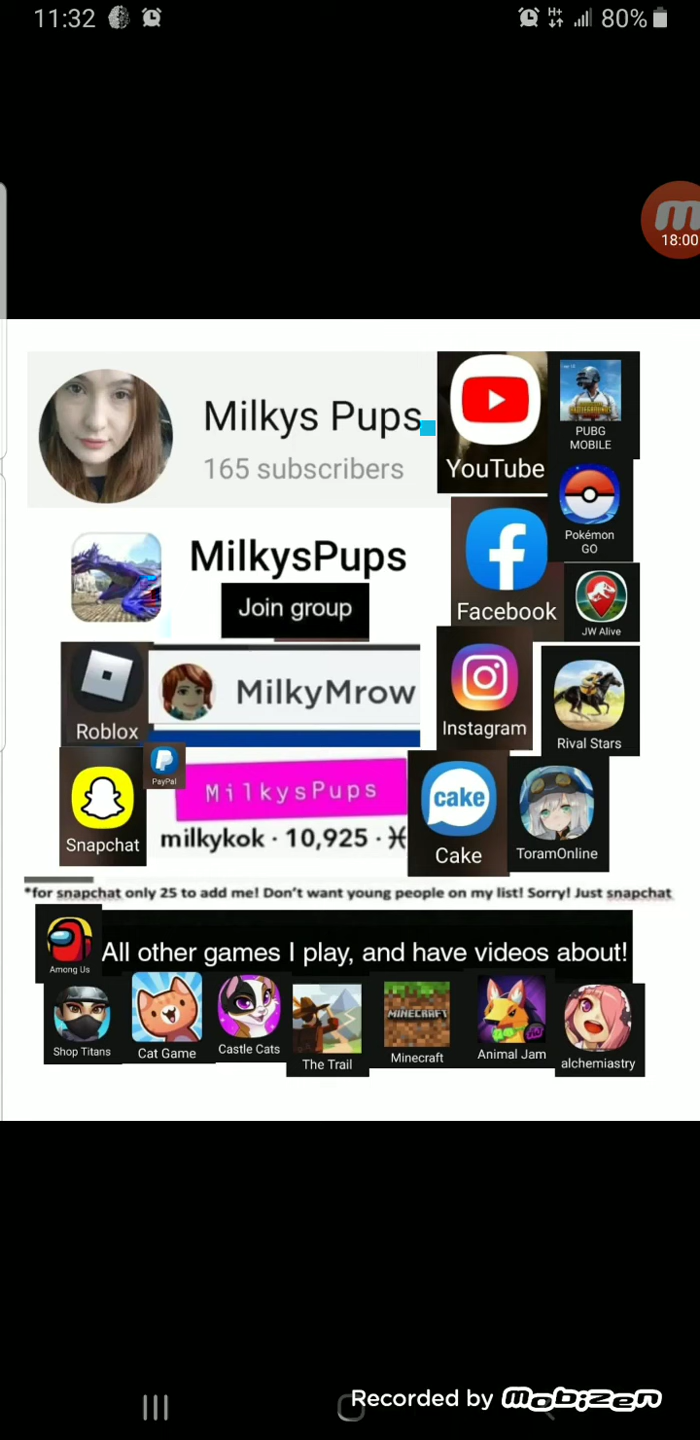 11:32
H+
80%
18:00
Milkys Pups
165 subscribers
YouTube
PUBG
MOBILE
Pokémon
GO
MilkysPups
Join group
Facebook
JW Alive
Roblox
MilkyMrow
Instagram
Rival Stars
PayPal
Snapchat
MilkysPups
milkykok · 10,925 · ♓
cake
Cake
ToramOnline
*for snapchat only 25 to add me! Don't want young people on my list! Sorry! Just snapchat
Among Us
All other games I play, and have videos about!
Shop Titans
Cat Game
Castle Cats
The Trail
MINECRAFT
Minecraft
Animal Jam
alchemiastry
Recorded by Mobizen